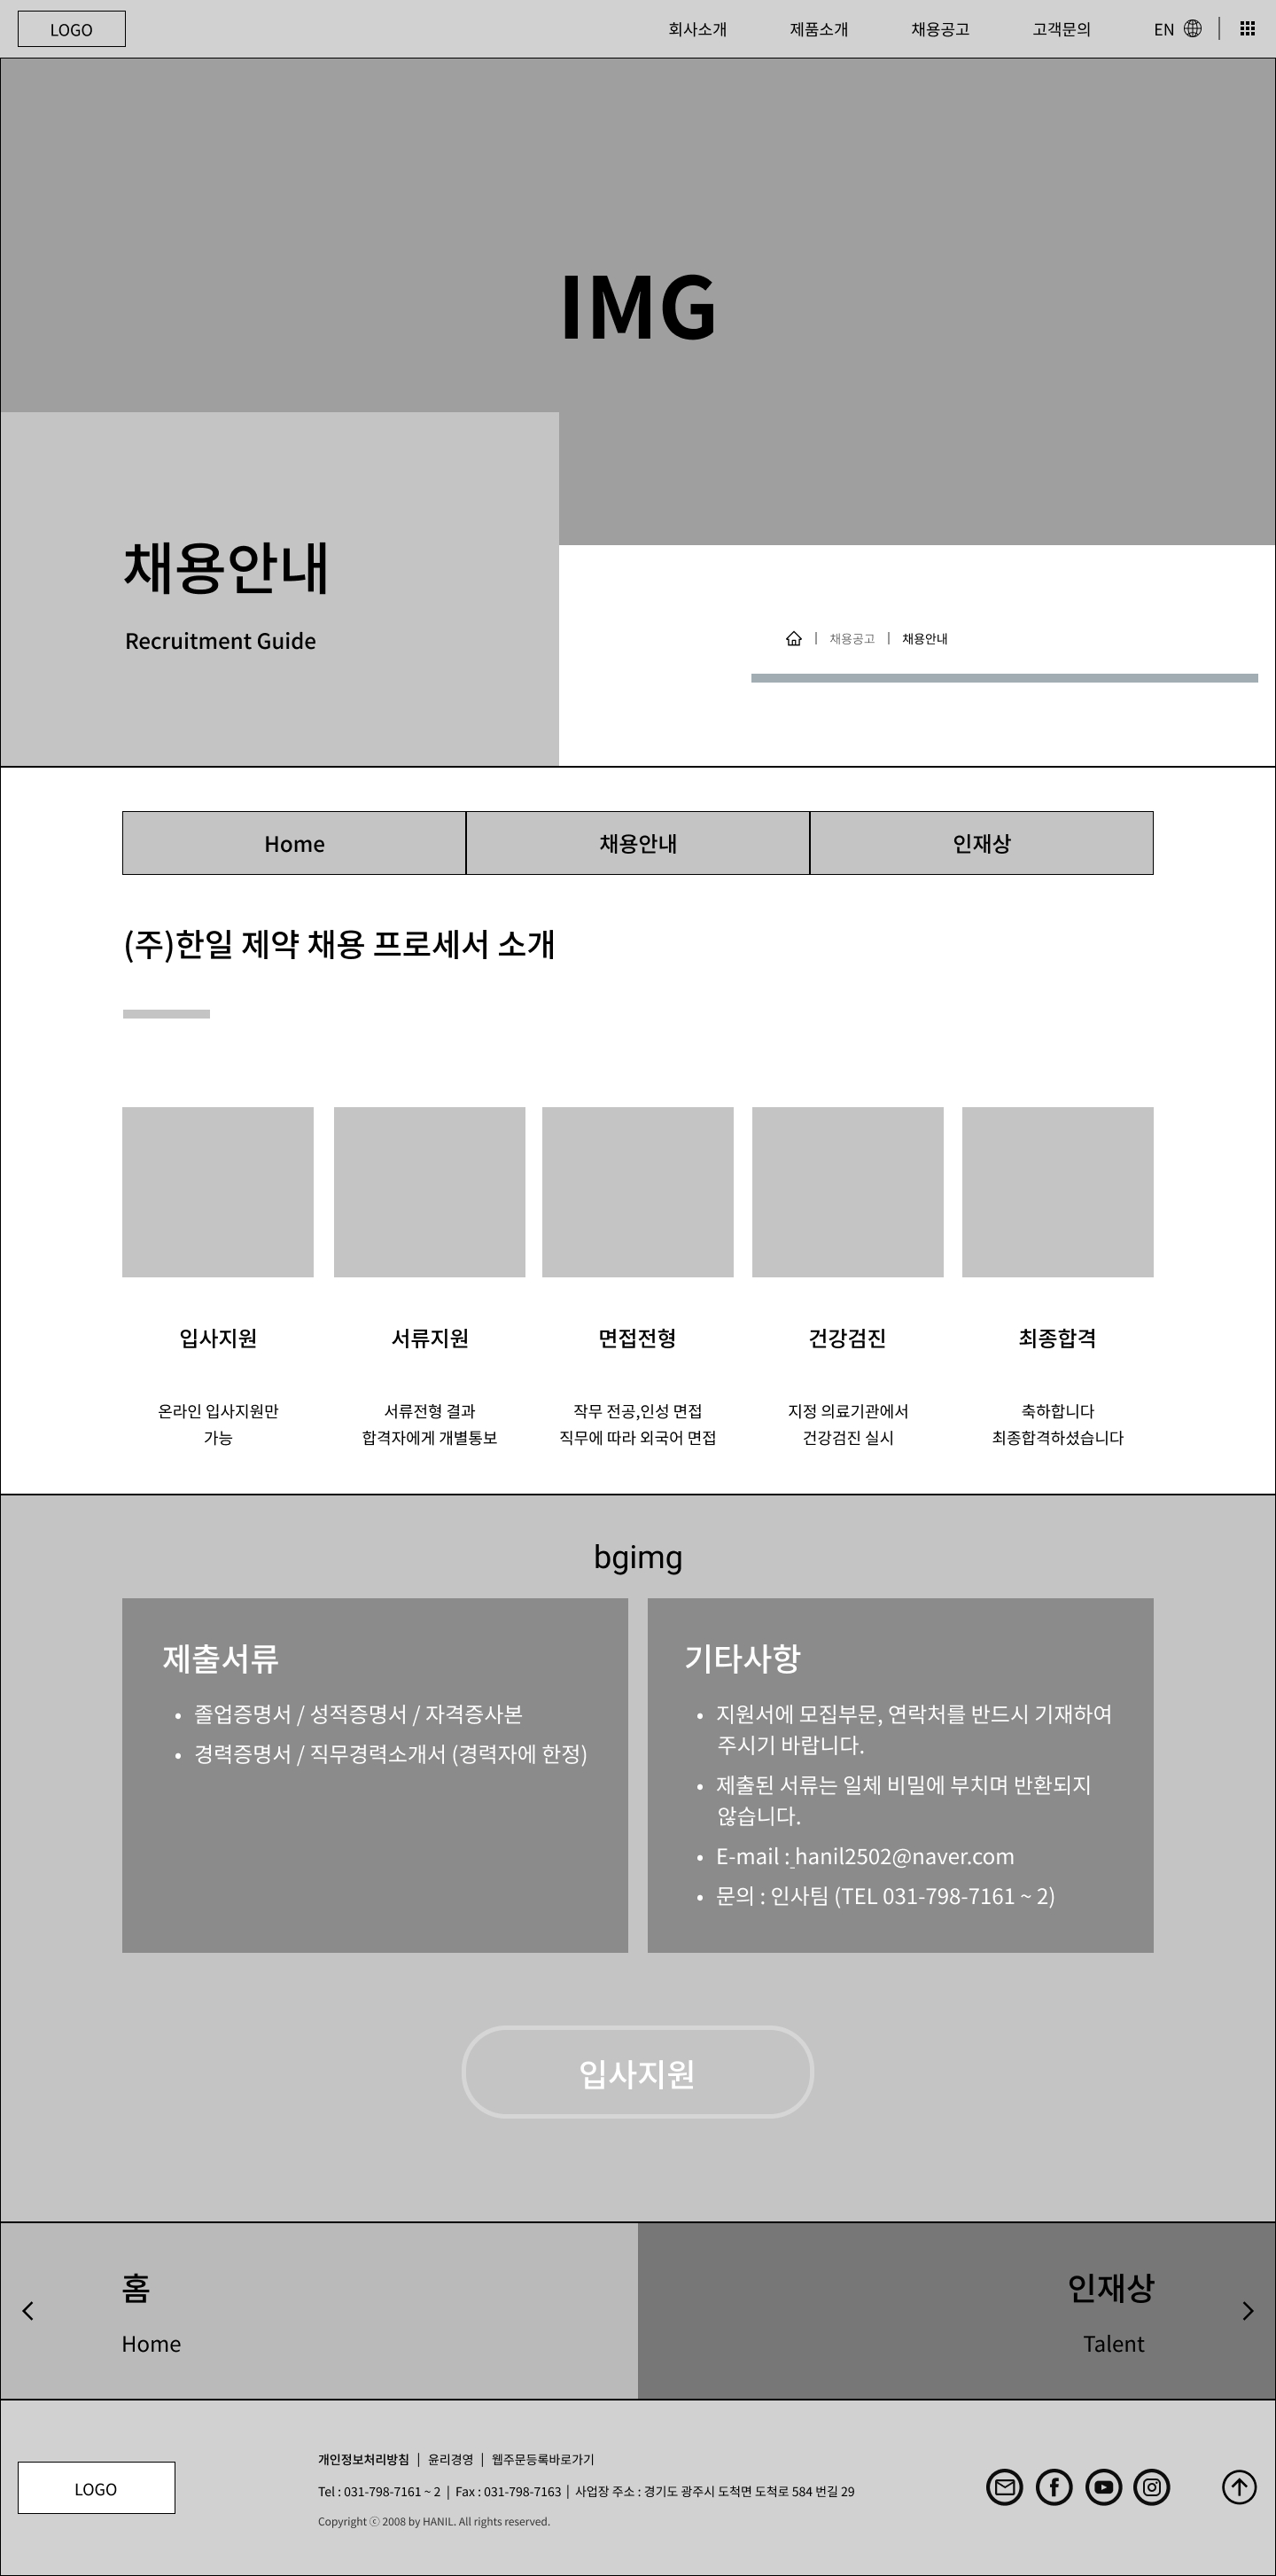 LOGO
회사소개
제품소개
채용공고
고객문의
EN
IMG
채용안내
Recruitment Guide
채용공고
채용안내
Home
채용안내
인재상
(주)한일 제약 채용 프로세서 소개
입사지원
온라인 입사지원만
가능
서류지원
서류전형 결과
합격자에게 개별통보
면접전형
작무 전공,인성 면접
직무에 따라 외국어 면접
건강검진
지정 의료기관에서
건강검진 실시
최종합격
축하합니다
최종합격하셨습니다
bgimg
제출서류
• 졸업증명서 / 성적증명서 / 자격증사본
• 경력증명서 / 직무경력소개서 (경력자에 한정)
기타사항
• 지원서에 모집부문, 연락처를 반드시 기재하여
주시기 바랍니다.
• 제출된 서류는 일체 비밀에 부치며 반환되지
않습니다.
• E-mail : hanil2502@naver.com
• 문의 : 인사팀 (TEL 031-798-7161 ~ 2)
입사지원
홈
Home
인재상
Talent
LOGO
개인정보처리방침 | 윤리경영 | 웹주문등록바로가기
Tel : 031-798-7161 ~ 2 | Fax : 031-798-7163 | 사업장 주소 : 경기도 광주시 도척면 도척로 584 번길 29
Copyright ⓒ 2008 by HANIL. All rights reserved.